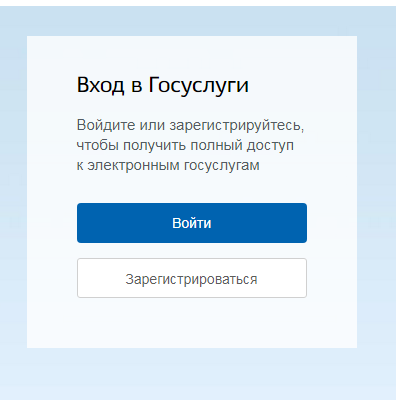 Вход в Госуслуги
Войдите или зарегистрируйтесь,
чтобы получить полный доступ
к электронным госуслугам
Войти
Зарегистрироваться